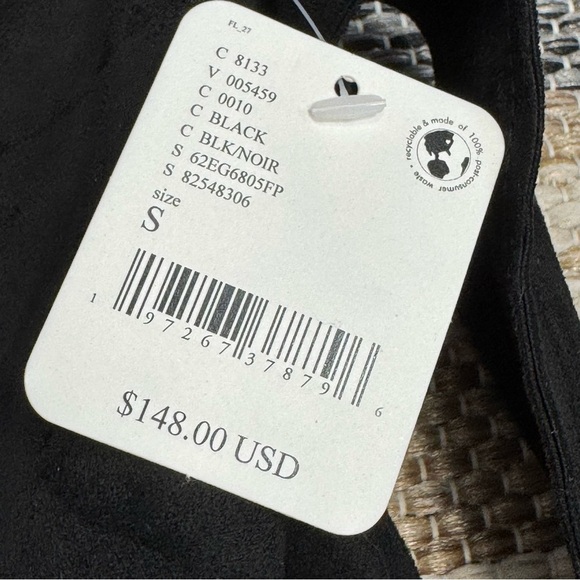 FL_27
C 8133
V 005459
C 0010
C BLACK
C BLK/NOIR
S 62EG6805FP
S 82548306
size
S
recyclable & made of 100% post-consumer waste •
1 97267 37879 6
$148.00 USD